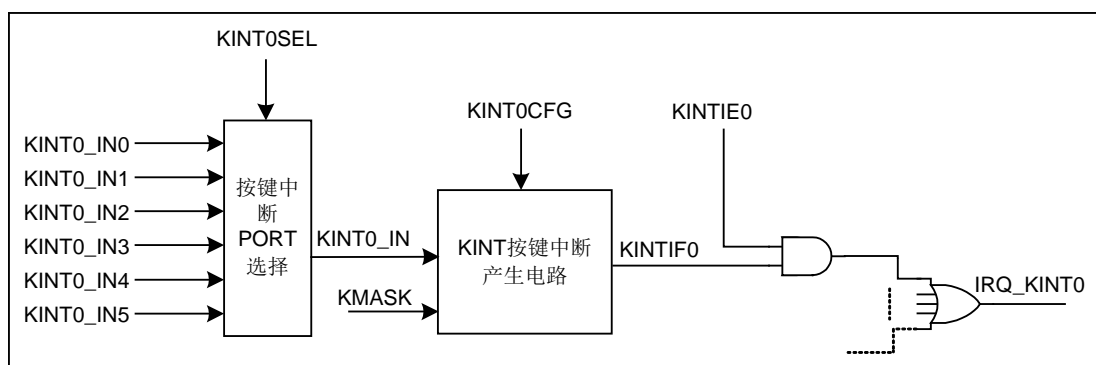 KINT0SEL
KINT0CFG
KINTIE0
KINT0_IN0
KINT0_IN1
KINT0_IN2
KINT0_IN3
KINT0_IN4
KINT0_IN5
按键中
断
PORT
选择
KINT0_IN
KMASK
KINT按键中断
产生电路
KINTIF0
IRQ_KINT0